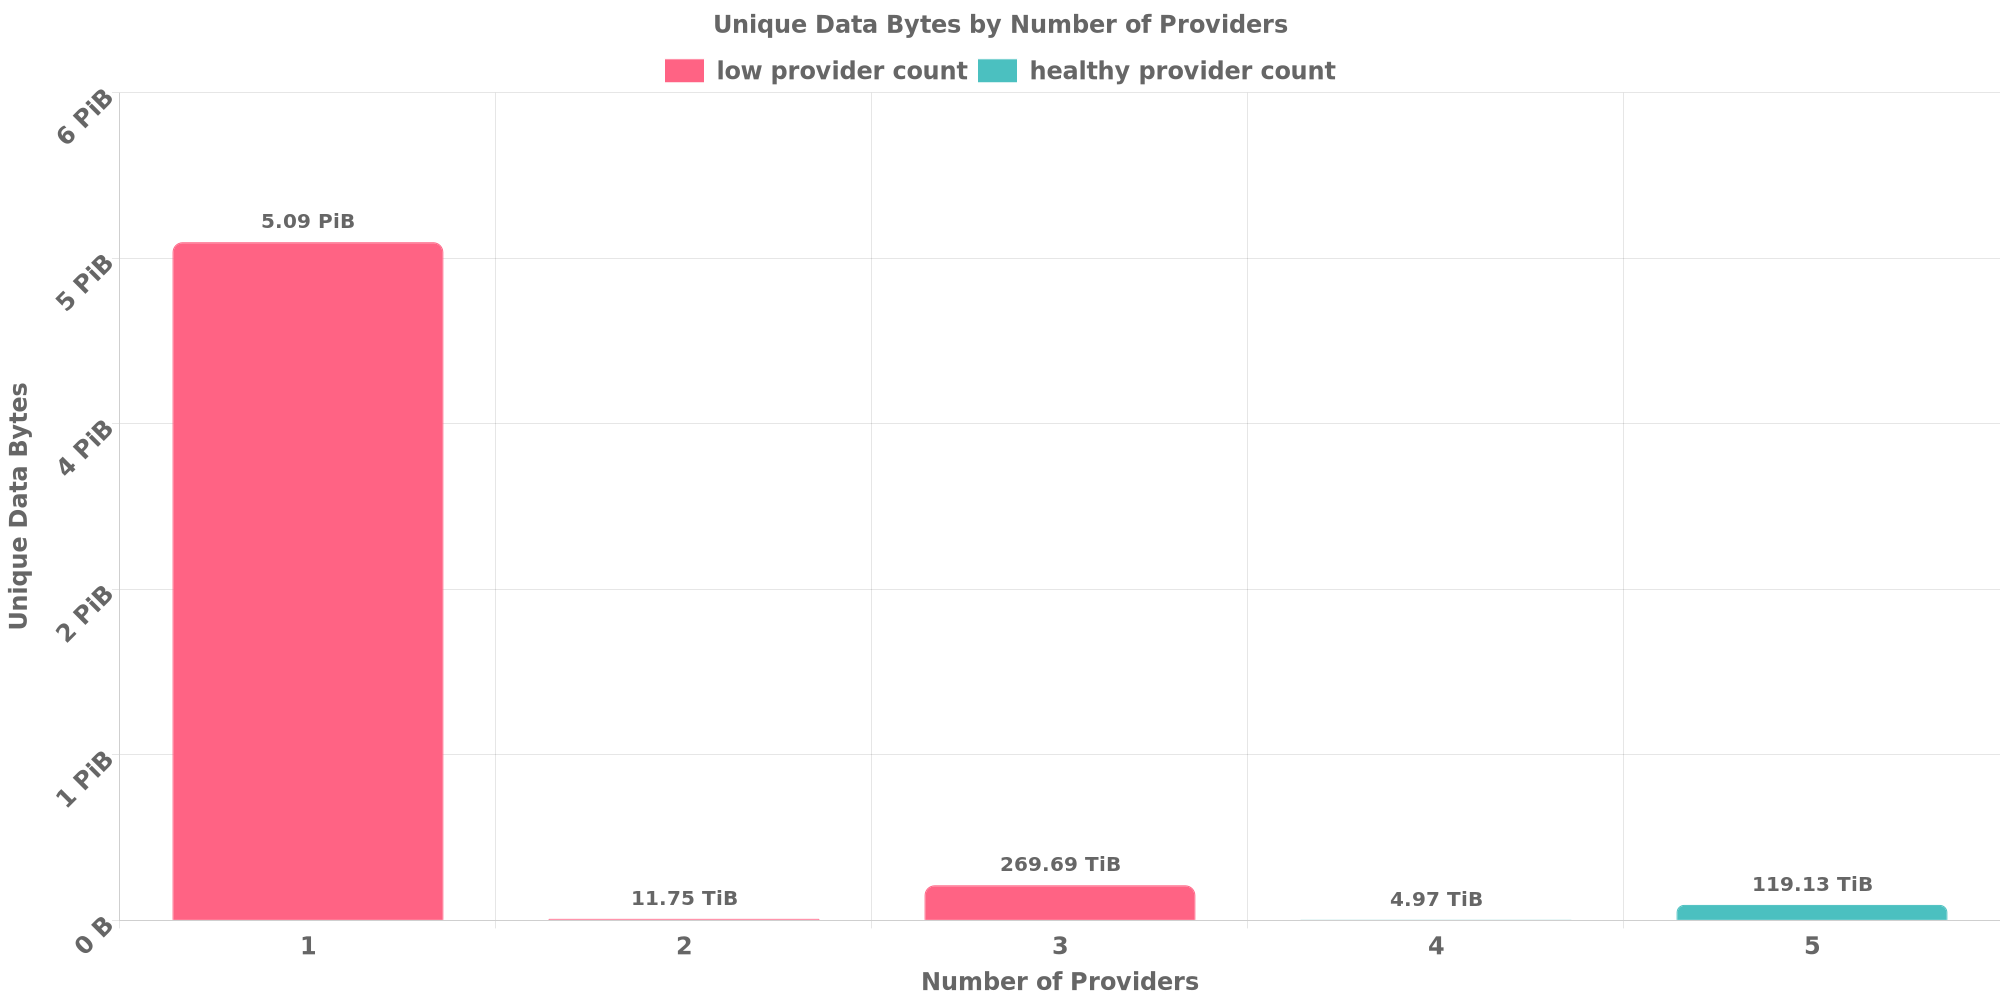 Unique Data Bytes by Number of Providers
low provider count healthy provider count
6 PiB
5 PiB
4 PiB
2 PiB
1 PiB
0 B
Unique Data Bytes
5.09 PiB
11.75 TiB
269.69 TiB
4.97 TiB
119.13 TiB
1 2 3 4 5
Number of Providers